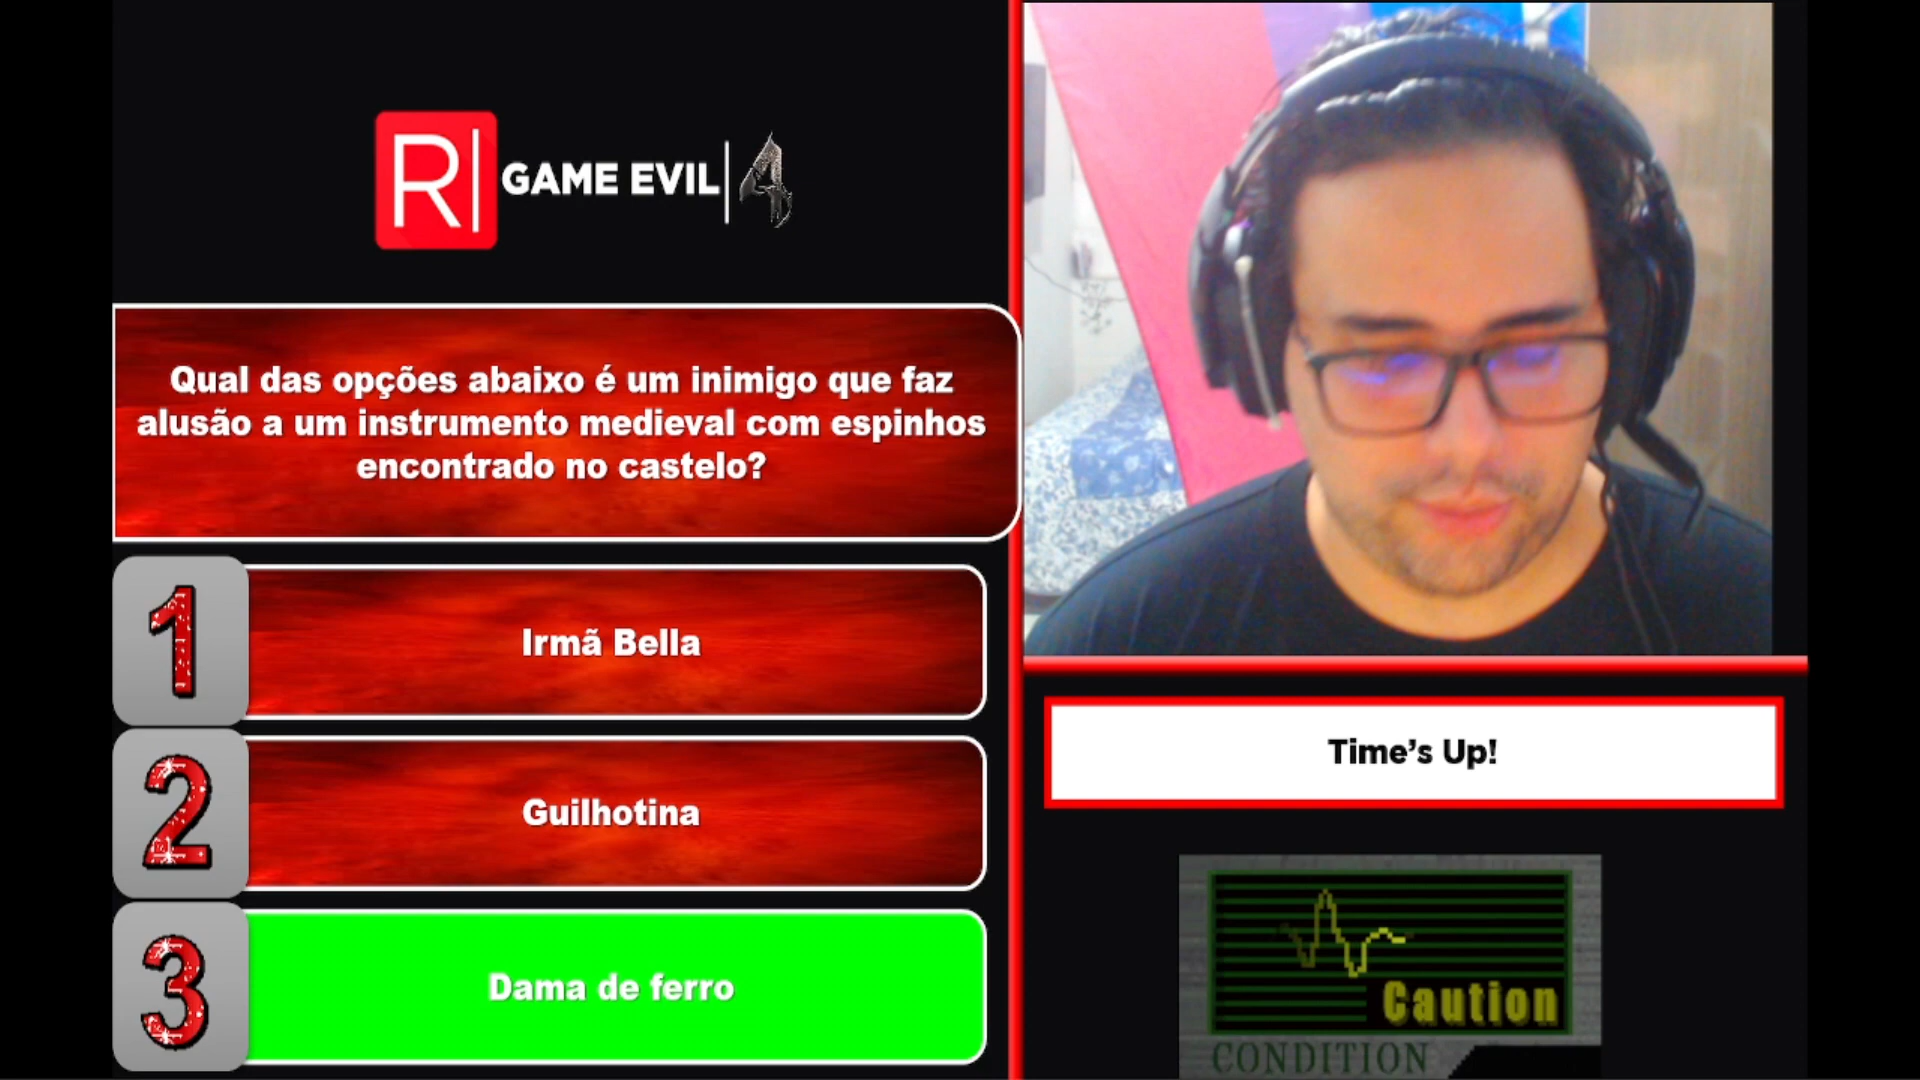 R| GAME EVIL|4
Qual das opções abaixo é um inimigo que faz
alusão a um instrumento medieval com espinhos
encontrado no castelo?
1
Irmã Bella
2
Guilhotina
3
Dama de ferro
Time’s Up!
Caution
CONDITION